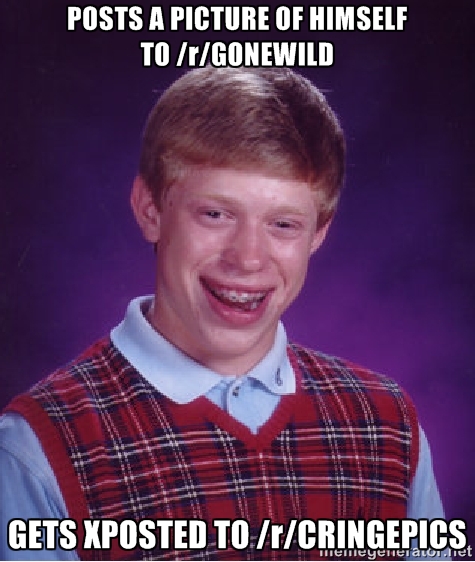 POSTS A PICTURE OF HIMSELF
TO /r/GONEWILD
GETS XPOSTED TO /r/CRINGEPICS
memegenerator.net